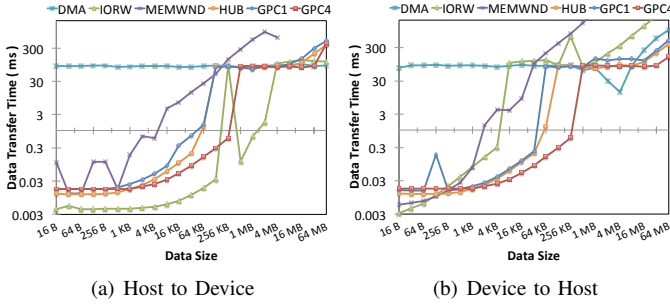 DMA IORW MEMWND HUB GPC1 GPC4
Data Transfer Time ( ms )
300
30
3
0.3
0.03
0.003
16 B
64 B
256 B
1 KB
4 KB
16 KB
64 KB
256 KB
1 MB
4 MB
16 MB
64 MB
Data Size
(a) Host to Device
DMA IORW MEMWND HUB GPC1 GPC4
Data Transfer Time ( ms )
300
30
3
0.3
0.03
0.003
16 B
64 B
256 B
1 KB
4 KB
16 KB
64 KB
256 KB
1 MB
4 MB
16 MB
64 MB
Data Size
(b) Device to Host